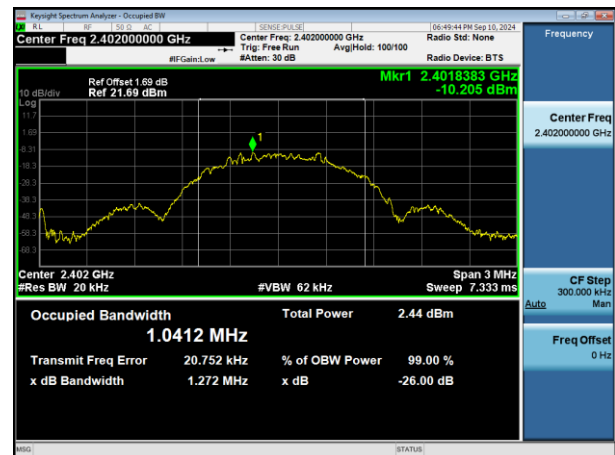 Keysight Spectrum Analyzer - Occupied BW
RL RF 50 Ω AC SENSE:PULSE 06:49:44 PM Sep 10, 2024
Center Freq 2.402000000 GHz Center Freq: 2.402000000 GHz Radio Std: None Frequency
Trig: Free Run Avg|Hold: 100/100
#IFGain:Low #Atten: 30 dB Radio Device: BTS
Ref Offset 1.69 dB Mkr1 2.4018383 GHz
10 dB/div Ref 21.69 dBm -10.205 dBm
Log
11.7
1.69
-8.31
-18.3
-28.3
-38.3
-48.3
-58.3
-68.3
1
Center Freq
2.402000000 GHz
Center 2.402 GHz Span 3 MHz
#Res BW 20 kHz #VBW 62 kHz Sweep 7.333 ms
CF Step
300.000 kHz
Auto Man
Occupied Bandwidth Total Power 2.44 dBm
1.0412 MHz
Transmit Freq Error 20.752 kHz % of OBW Power 99.00 %
x dB Bandwidth 1.272 MHz x dB -26.00 dB
Freq Offset
0 Hz
MSG STATUS